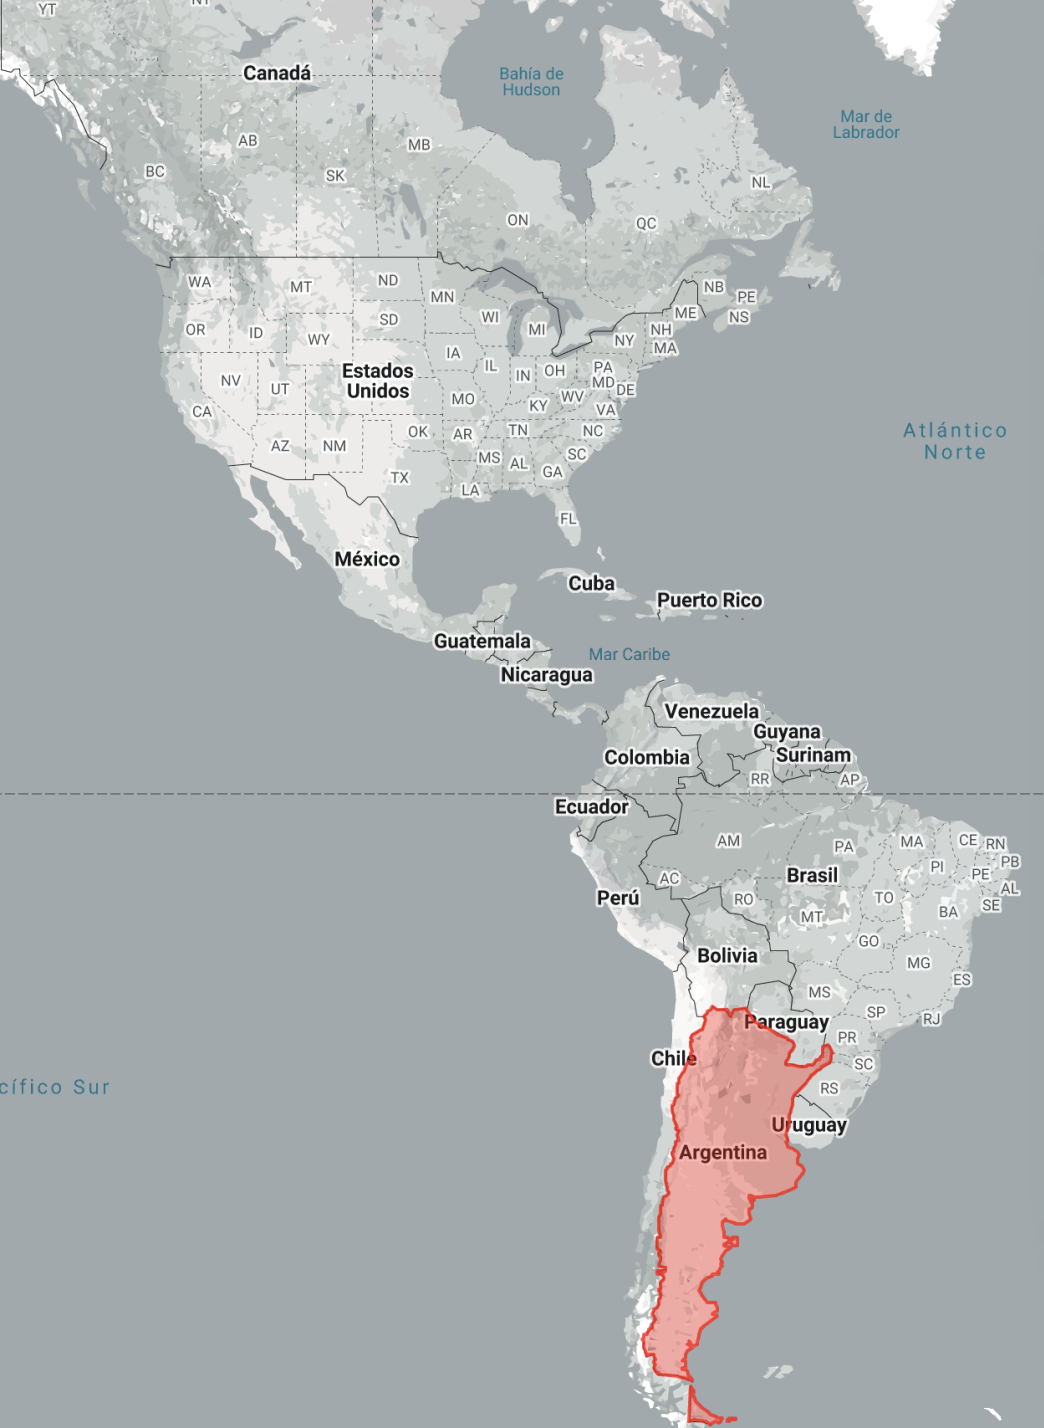 YT
NT
Canadá
Bahía de
Hudson
Mar de
Labrador
AB
MB
BC
SK
NL
ON
QC
WA
MT
ND
MN
NB
PE
ME
NS
OR
ID
WY
SD
WI
MI
NH
NY
MA
IA
IL
IN
OH
PA
MD
DE
Estados
Unidos
NV
UT
CA
MO
KY
WV
VA
AZ
NM
OK
AR
TN
NC
MS
AL
GA
SC
TX
LA
FL
Atlántico
Norte
México
Cuba
Puerto Rico
Guatemala
Mar Caribe
Nicaragua
Venezuela
Guyana
Surinam
Colombia
RR
AP
Ecuador
AM
PA
MA
CE
RN
PB
PI
PE
AL
SE
Brasil
AC
RO
TO
BA
MT
Perú
GO
MG
ES
Bolivia
MS
SP
RJ
Paraguay
PR
SC
Chile
RS
cífico Sur
Uruguay
Argentina